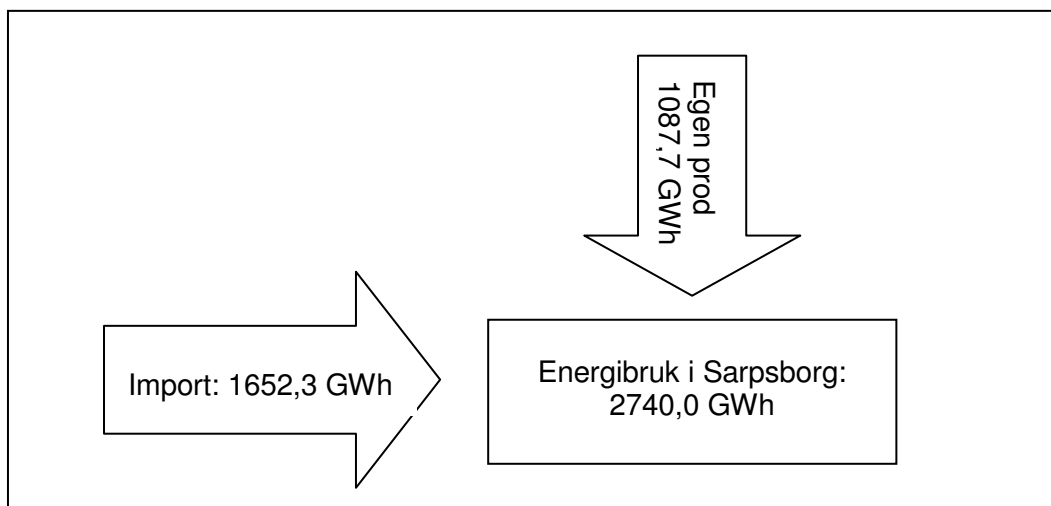 Egen prod
1087,7 GWh
Import: 1652,3 GWh
Energibruk i Sarpsborg:
2740,0 GWh